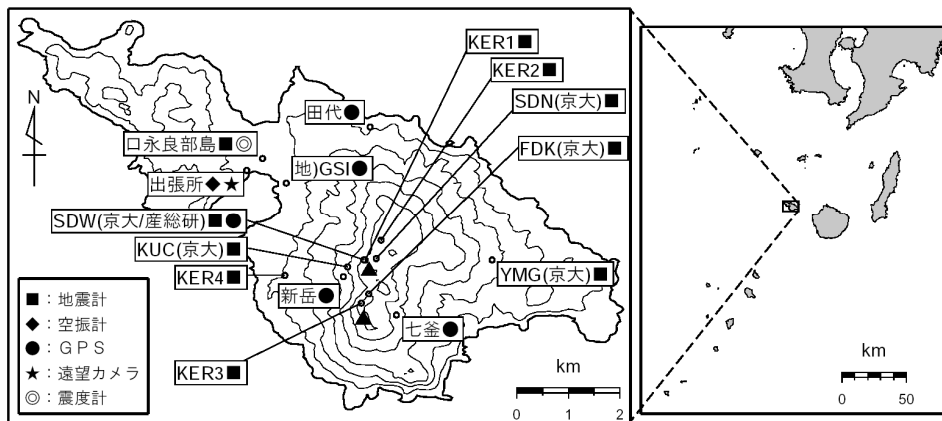 KER1■
KER2■
SDN(京大)■
FDK(京大)■
N
田代●
口永良部島■◎
地)GSI●
出張所◆★
SDW(京大/産総研)■●
KUC(京大)■
KER4■
新岳●
YMG(京大)■
七釜●
KER3■
■：地震計
◆：空振計
●：ＧＰＳ
★：遠望カメラ
◎：震度計
km
0 1 2
km
0 50